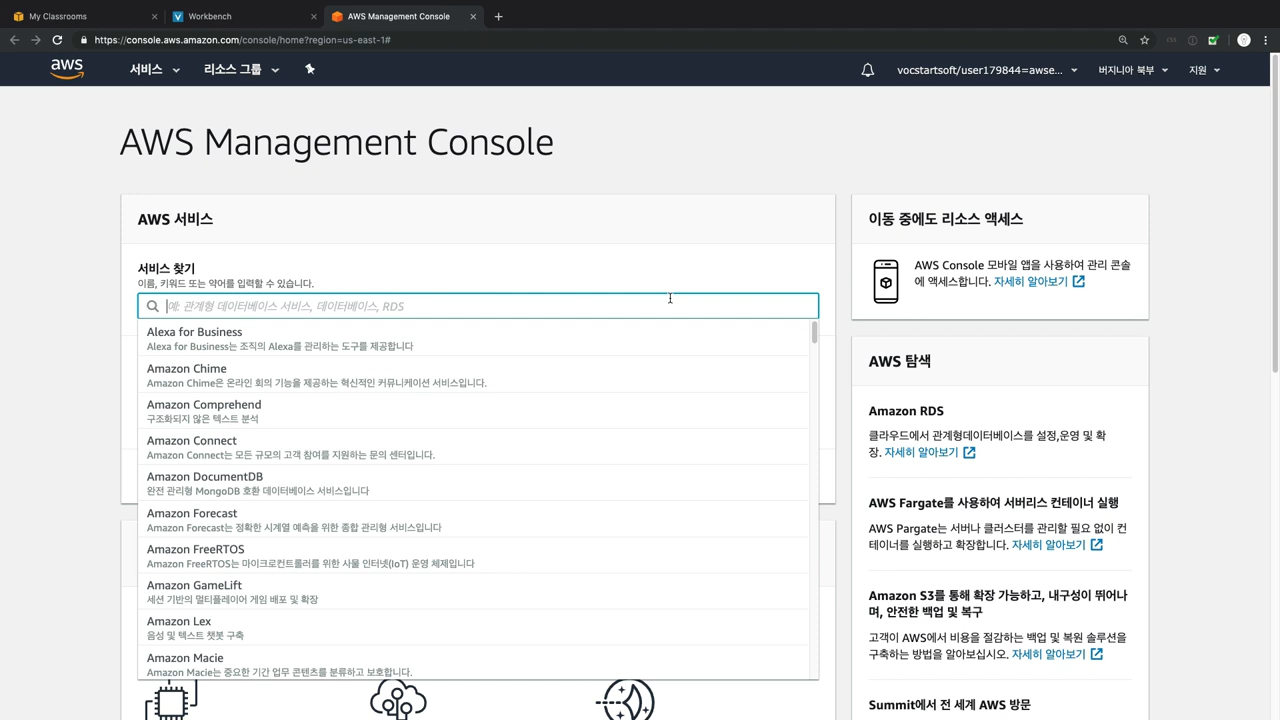 My Classrooms
Workbench
AWS Management Console
https://console.aws.amazon.com/console/home?region=us-east-1#
aws
서비스
리소스 그룹
vocstartsoft/user179844=awse...
버지니아 북부
지원
AWS Management Console
AWS 서비스
서비스 찾기
이름, 키워드 또는 약어를 입력할 수 있습니다.
예: 관계형 데이터베이스 서비스, 데이터베이스, RDS
Alexa for Business
Alexa for Business는 조직의 Alexa를 관리하는 도구를 제공합니다
Amazon Chime
Amazon Chime은 온라인 회의 기능을 제공하는 혁신적인 커뮤니케이션 서비스입니다.
Amazon Comprehend
구조화되지 않은 텍스트 분석
Amazon Connect
Amazon Connect는 모든 규모의 고객 참여를 지원하는 문의 센터입니다.
Amazon DocumentDB
완전 관리형 MongoDB 호환 데이터베이스 서비스입니다
Amazon Forecast
Amazon Forecast는 정확한 시계열 예측을 위한 종합 관리형 서비스입니다
Amazon FreeRTOS
Amazon FreeRTOS는 마이크로컨트롤러를 위한 사물 인터넷(IoT) 운영 체제입니다
Amazon GameLift
세션 기반의 멀티플레이어 게임 배포 및 확장
Amazon Lex
음성 및 텍스트 챗봇 구축
Amazon Macie
Amazon Macie는 중요한 기간 업무 콘텐츠를 분류하고 보호합니다.
이동 중에도 리소스 액세스
AWS Console 모바일 앱을 사용하여 관리 콘솔
에 액세스합니다. 자세히 알아보기
AWS 탐색
Amazon RDS
클라우드에서 관계형데이터베이스를 설정,운영 및 확
장. 자세히 알아보기
AWS Fargate를 사용하여 서버리스 컨테이너 실행
AWS Pargate는 서버나 클러스터를 관리할 필요 없이 컨
테이너를 실행하고 확장합니다. 자세히 알아보기
Amazon S3를 통해 확장 가능하고, 내구성이 뛰어나
며, 안전한 백업 및 복구
고객이 AWS에서 비용을 절감하는 백업 및 복원 솔루션을
구축하는 방법을 알아보십시오. 자세히 알아보기
Summit에서 전 세계 AWS 방문